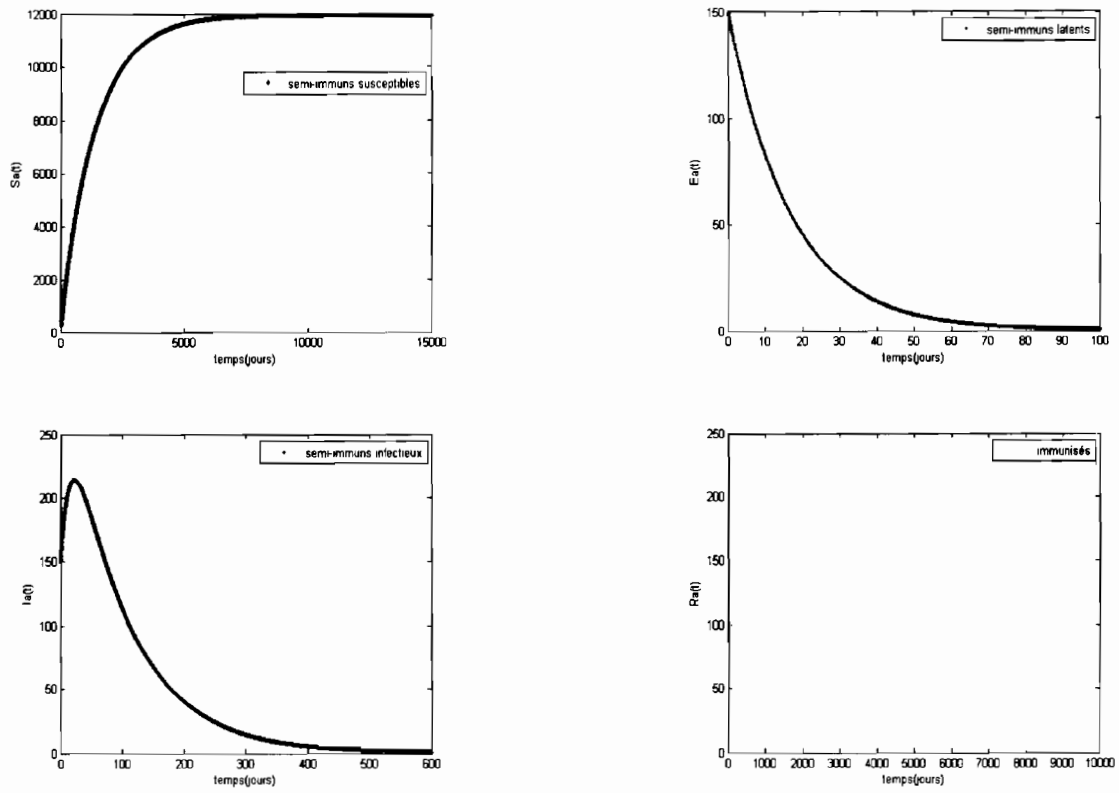 12000
10000
8000
6000
4000
2000
0
Sa(t)
semi-immuns susceptibles
0 5000 10000 15000
temps(jours)
150
100
50
0
Ea(t)
semi-immuns latents
0 10 20 30 40 50 60 70 80 90 100
temps(jours)
250
200
150
100
50
0
Ia(t)
semi-immuns infectieux
0 100 200 300 400 500 600
temps(jours)
250
200
150
100
50
0
Ra(t)
immunisés
0 1000 2000 3000 4000 5000 6000 7000 8000 9000 10000
temps(jours)